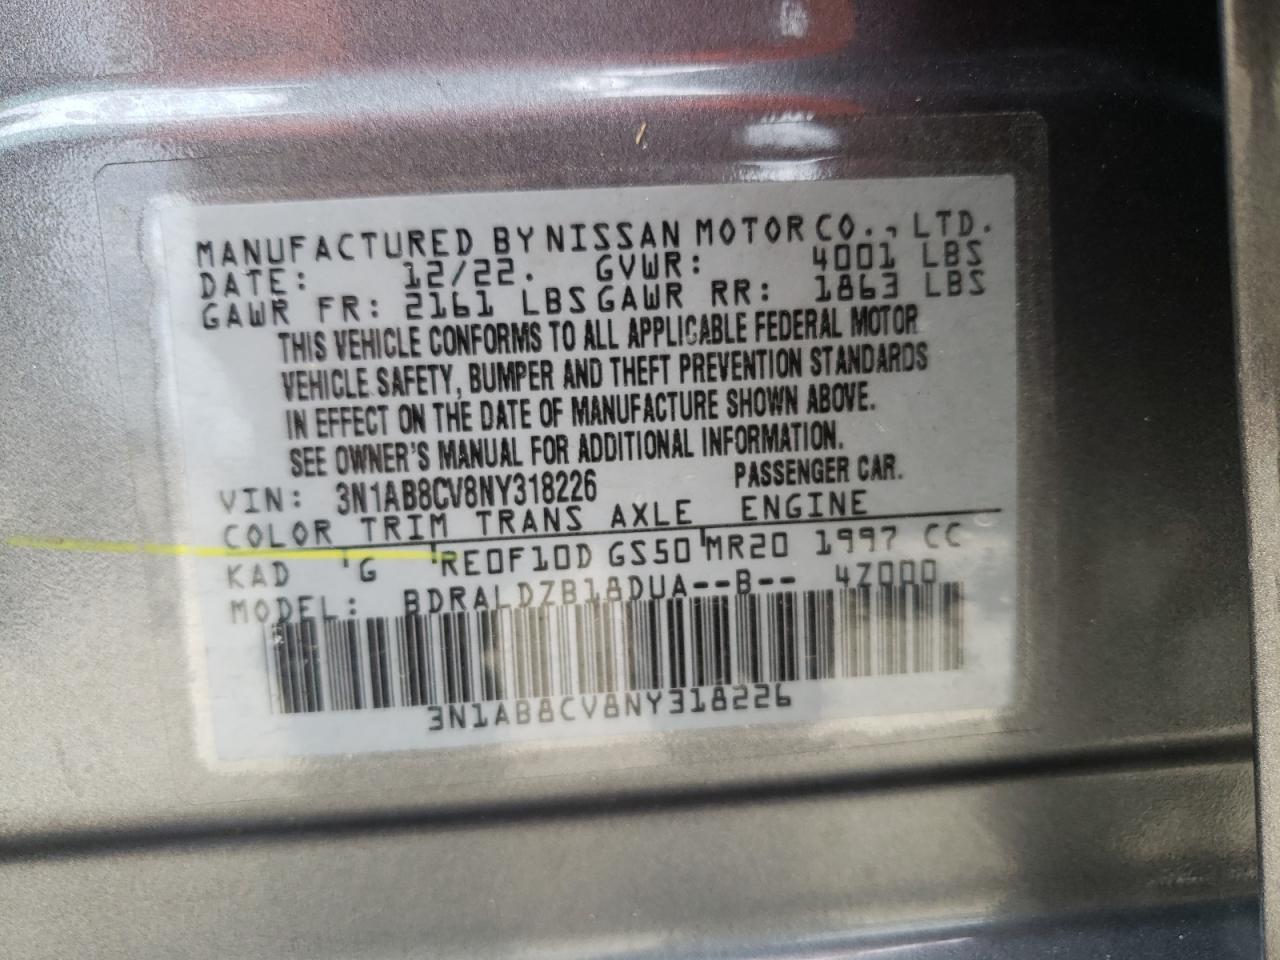 MANUFACTURED BY NISSAN MOTOR CO., LTD.
DATE: 12/22. GVWR: 4001 LBS
GAWR FR: 2161 LBS GAWR RR: 1863 LBS
THIS VEHICLE CONFORMS TO ALL APPLICABLE FEDERAL MOTOR
VEHICLE SAFETY, BUMPER AND THEFT PREVENTION STANDARDS
IN EFFECT ON THE DATE OF MANUFACTURE SHOWN ABOVE.
SEE OWNER'S MANUAL FOR ADDITIONAL INFORMATION.
VIN: 3N1AB8CV8NY318226 PASSENGER CAR.
COLOR TRIM TRANS AXLE ENGINE
KAD G RE0F10D GS50 MR20 1997 CC
MODEL: BDRALDZB18DUA--B-- 4Z000
3N1AB8CV8NY318226